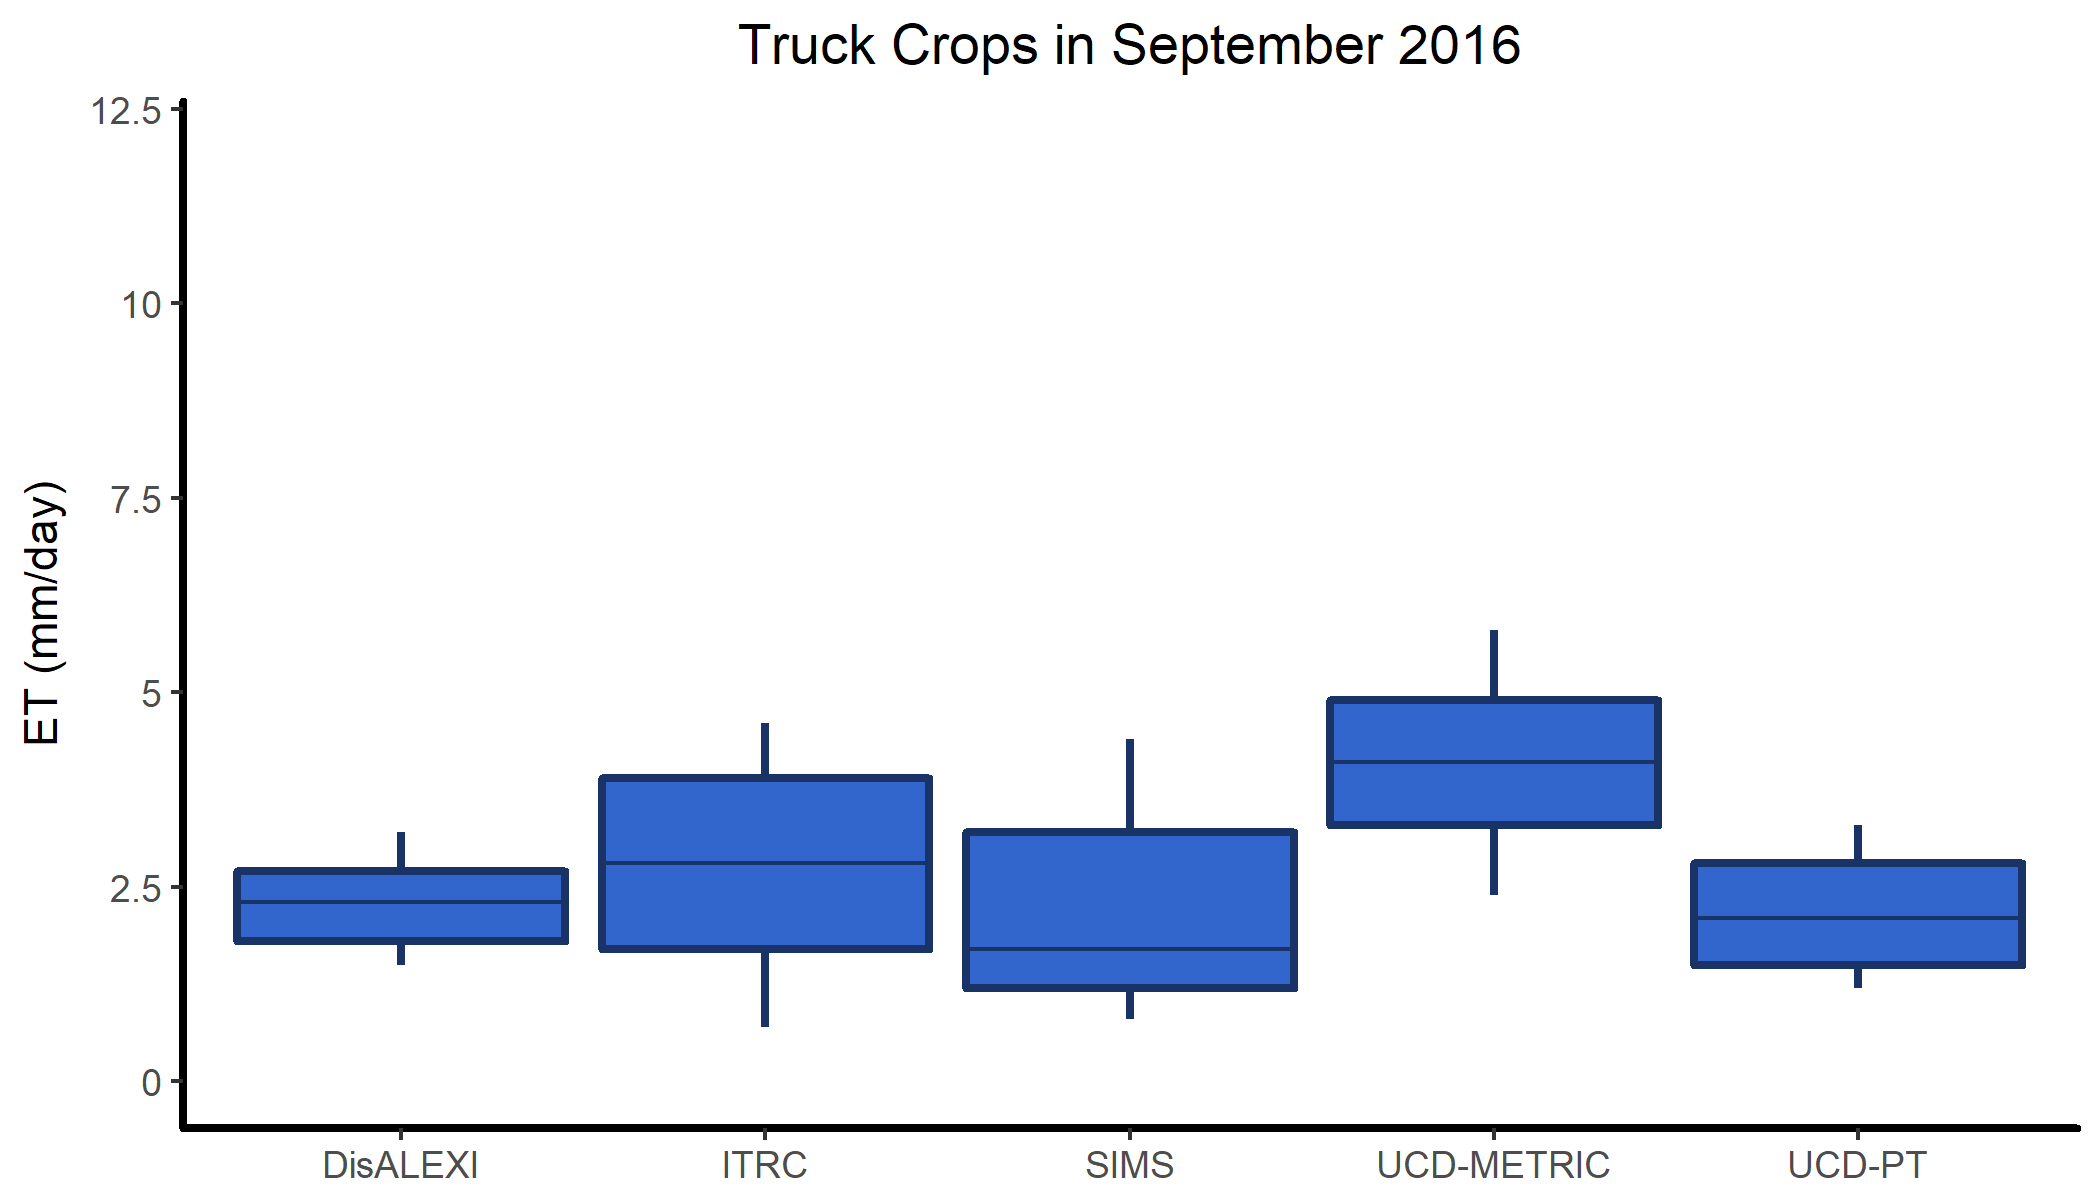 Truck Crops in September 2016
ET (mm/day)
12.5
10
7.5
5
2.5
0
DisALEXI
ITRC
SIMS
UCD-METRIC
UCD-PT